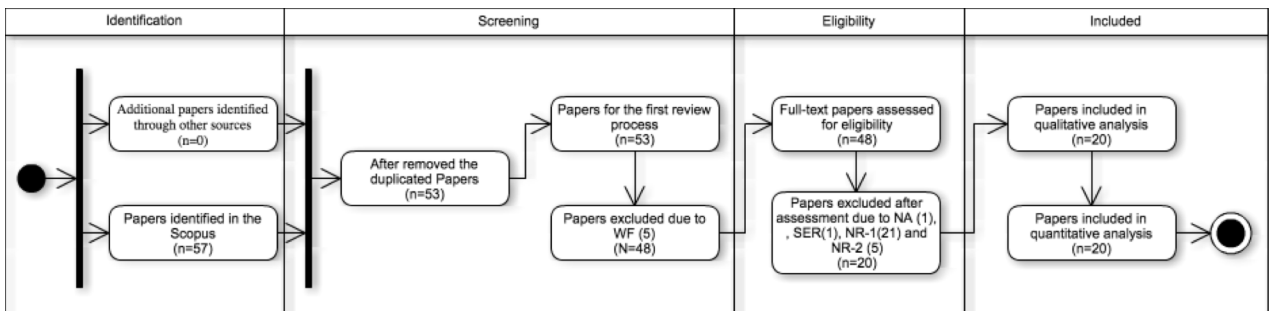 Identification
Screening
Eligibility
Included
Additional papers identified
through other sources
(n=0)
Papers identified in the
Scopus
(n=57)
After removed the
duplicated Papers
(n=53)
Papers for the first review
process
(n=53)
Papers excluded due to
WF (5)
(N=48)
Full-text papers assessed
for eligibility
(n=48)
Papers excluded after
assessment due to NA (1),
, SER(1), NR-1(21) and
NR-2 (5)
(n=20)
Papers included in
qualitative analysis
(n=20)
Papers included in
quantitative analysis
(n=20)